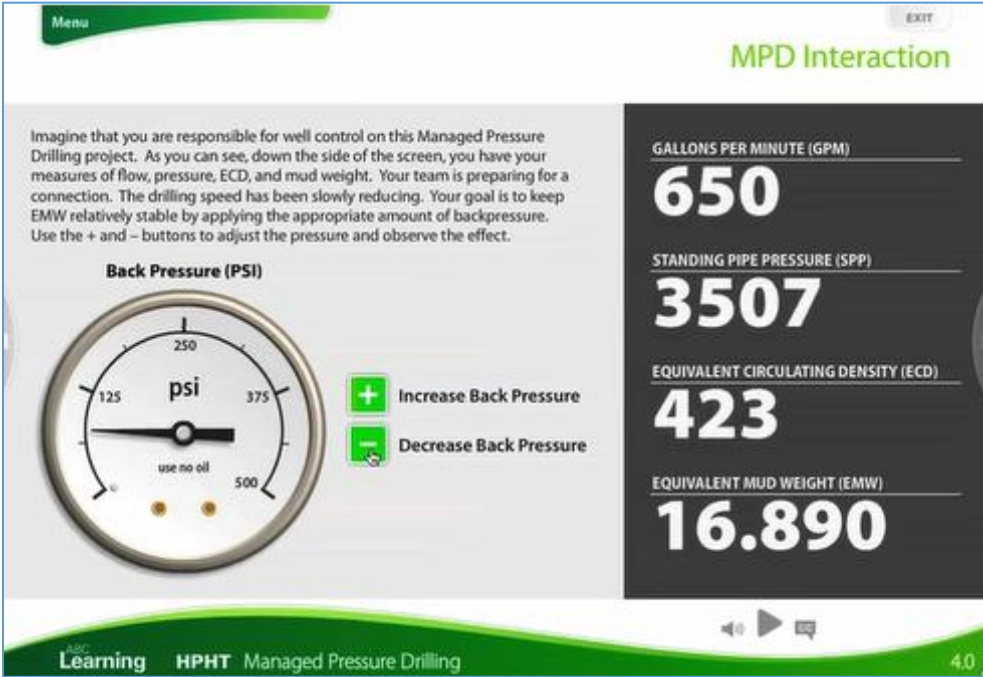 Menu
EXIT
MPD Interaction
Imagine that you are responsible for well control on this Managed Pressure
Drilling project. As you can see, down the side of the screen, you have your
measures of flow, pressure, ECD, and mud weight. Your team is preparing for a
connection. The drilling speed has been slowly reducing. Your goal is to keep
EMW relatively stable by applying the appropriate amount of backpressure.
Use the + and – buttons to adjust the pressure and observe the effect.
Back Pressure (PSI)
250
125
psi
375
use no oil
500
+ Increase Back Pressure
– Decrease Back Pressure
GALLONS PER MINUTE (GPM)
650
STANDING PIPE PRESSURE (SPP)
3507
EQUIVALENT CIRCULATING DENSITY (ECD)
423
EQUIVALENT MUD WEIGHT (EMW)
16.890
ABC
Learning
HPHT Managed Pressure Drilling
4.0